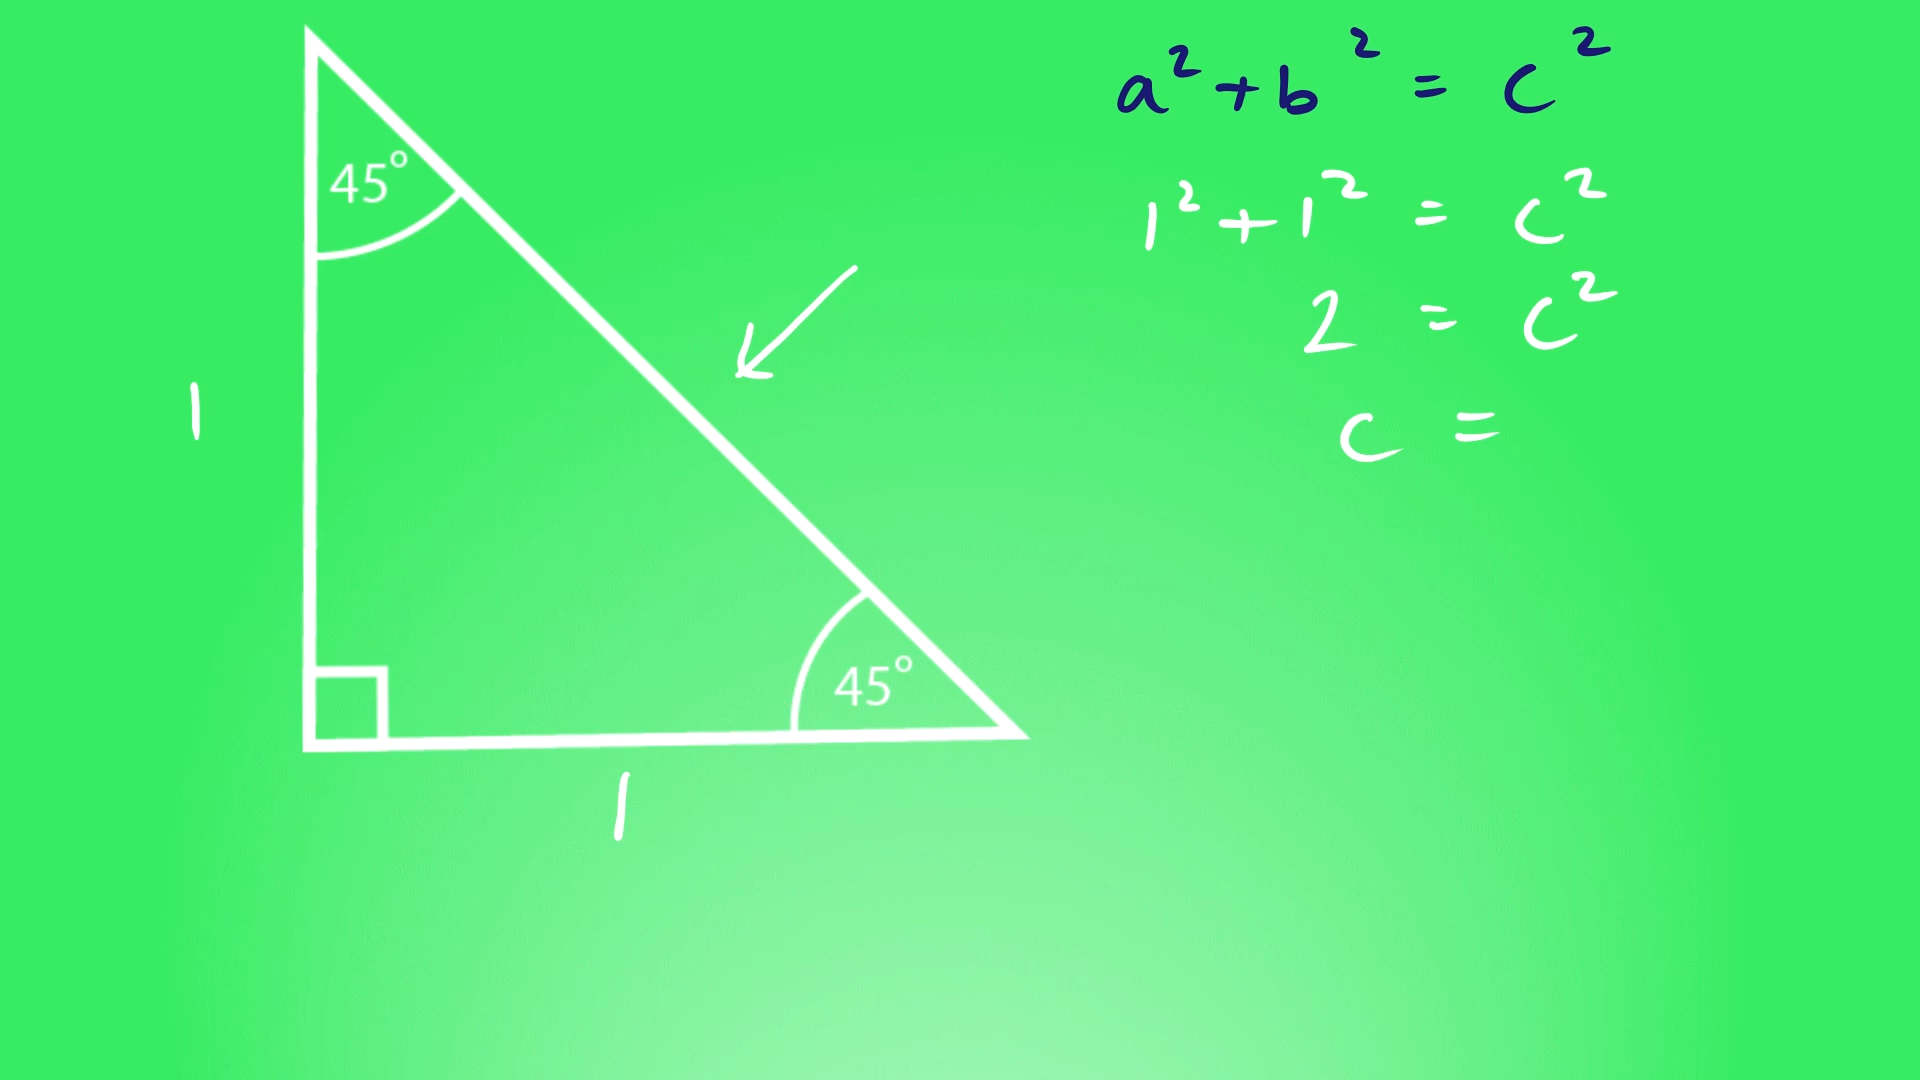 45°
1
45°
1
a² + b² = c²
1² + 1² = c²
2 = c²
c =